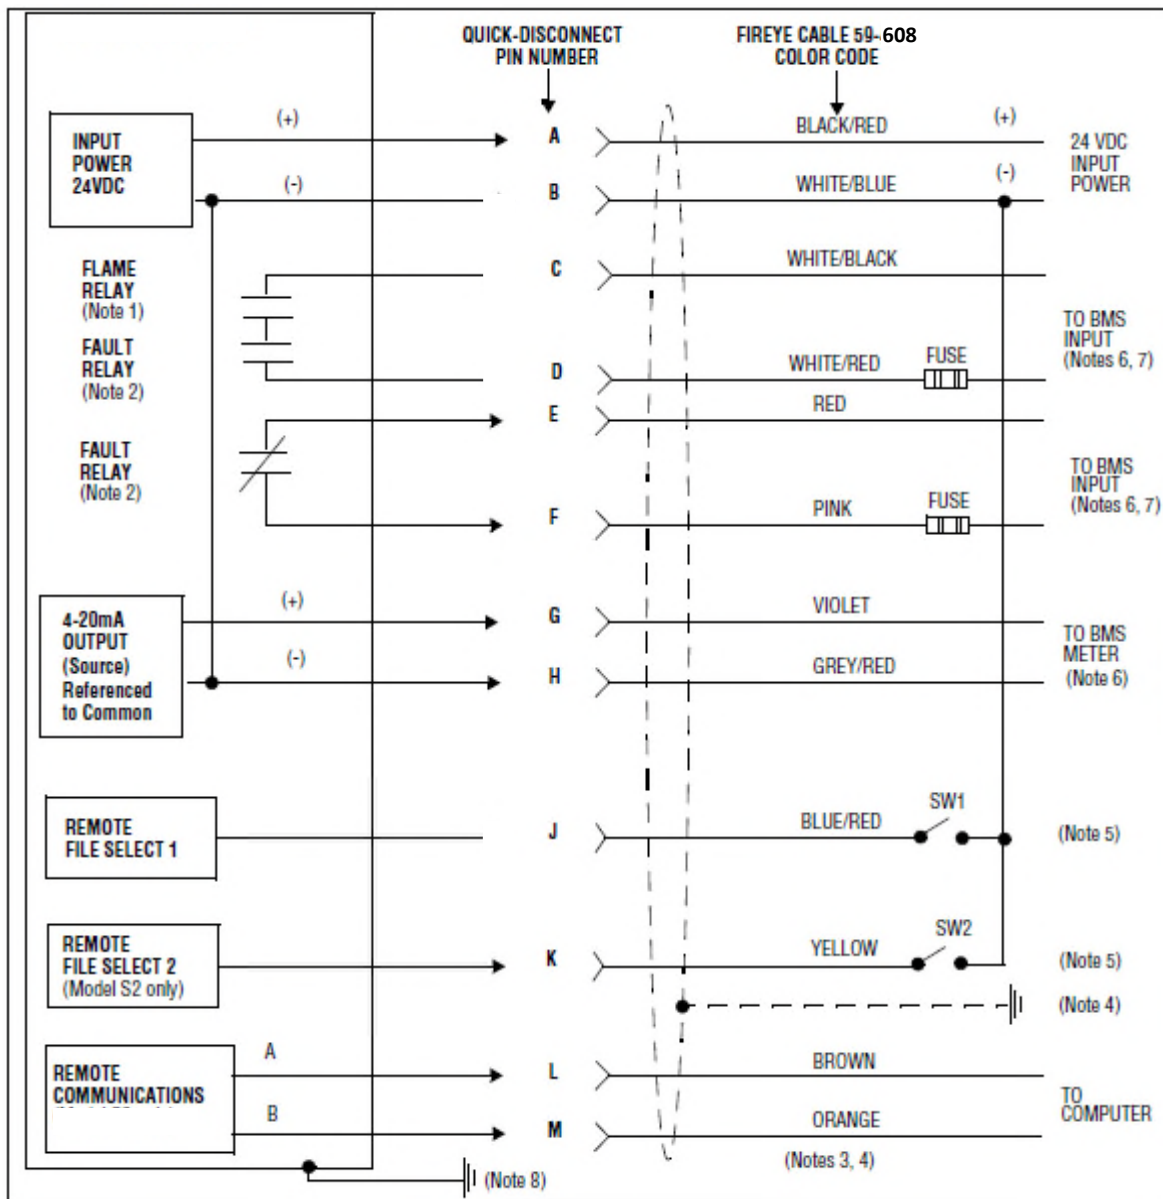 QUICK-DISCONNECT
PIN NUMBER
FIREYE CABLE 59-608
COLOR CODE
INPUT
POWER
24VDC
(+)
(-)
A
BLACK/RED
(+)
24 VDC
INPUT
POWER
B
WHITE/BLUE
(-)
FLAME
RELAY
(Note 1)
C
WHITE/BLACK
FAULT
RELAY
(Note 2)
D
WHITE/RED
FUSE
TO BMS
INPUT
(Notes 6, 7)
E
RED
FAULT
RELAY
(Note 2)
F
PINK
FUSE
TO BMS
INPUT
(Notes 6, 7)
4-20mA
OUTPUT
(Source)
Referenced
to Common
(+)
(-)
G
VIOLET
H
GREY/RED
TO BMS
METER
(Note 6)
REMOTE
FILE SELECT 1
J
BLUE/RED
SW1
(Note 5)
REMOTE
FILE SELECT 2
(Model S2 only)
K
YELLOW
SW2
(Note 5)
(Note 4)
REMOTE
COMMUNICATIONS
A
B
L
BROWN
M
ORANGE
TO
COMPUTER
(Notes 3, 4)
(Note 8)